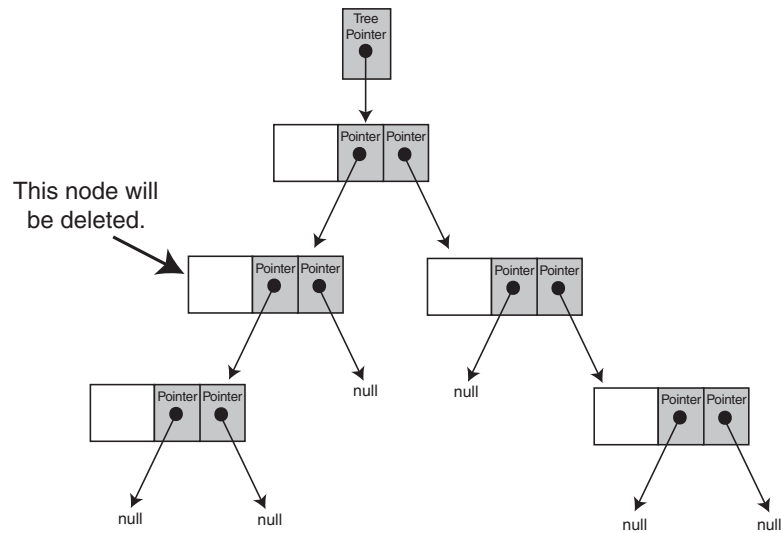 Tree
Pointer
Pointer Pointer
This node will
be deleted.
Pointer Pointer
Pointer Pointer
null
null
Pointer Pointer
Pointer Pointer
null
null
null
null